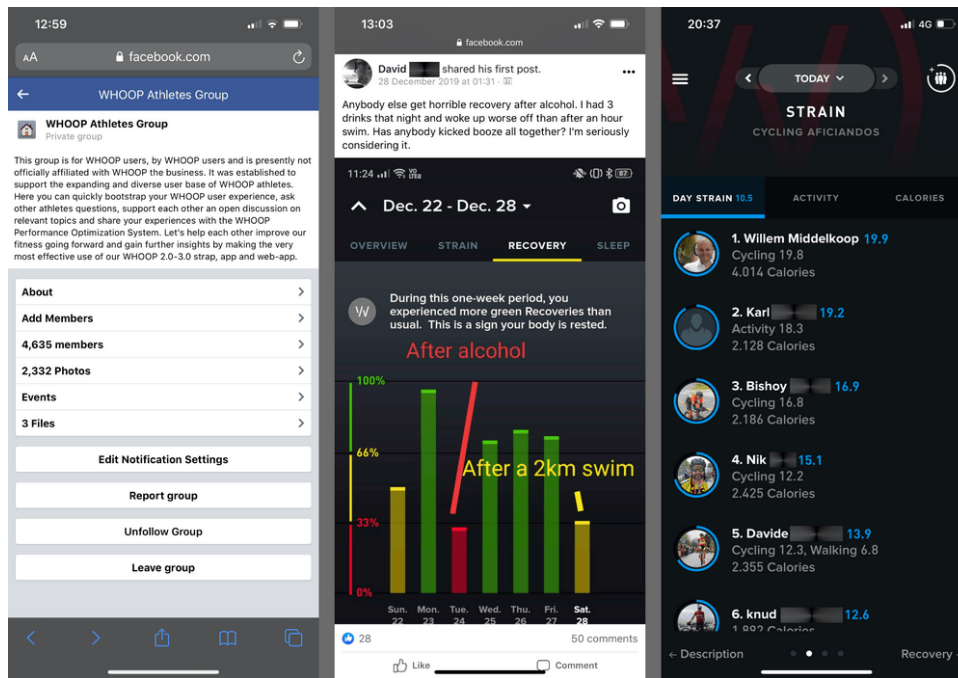 12:59
AA
facebook.com
WHOOP Athletes Group
WHOOP Athletes Group
Private group
This group is for WHOOP users, by WHOOP users and is presently not
officially affiliated with WHOOP the business. It was established to
support the expanding and diverse user base of WHOOP athletes.
Here you can quickly bootstrap your WHOOP user experience, ask
other athletes questions, support each other an open discussion on
relevant topics and share your experiences with the WHOOP
Performance Optimization System. Let's help each other improve our
fitness going forward and gain further insights by making the very
most effective use of our WHOOP 2.0-3.0 strap, app and web-app.
About
Add Members
4,635 members
2,332 Photos
Events
3 Files
Edit Notification Settings
Report group
Unfollow Group
Leave group
13:03
facebook.com
David shared his first post.
28 December 2019 at 01:31
Anybody else get horrible recovery after alcohol. I had 3
drinks that night and woke up worse off than after an hour
swim. Has anybody kicked booze all together? I'm seriously
considering it.
11:24
87
Dec. 22 - Dec. 28
OVERVIEW STRAIN RECOVERY SLEEP
W
During this one-week period, you
experienced more green Recoveries than
usual. This is a sign your body is rested.
After alcohol
100%
66%
After a 2km swim
33%
0%
Sun. Mon. Tue. Wed. Thu. Fri. Sat.
22 23 24 25 26 27 28
28 50 comments
Like Comment
20:37 4G
TODAY
STRAIN
CYCLING AFICIANDOS
DAY STRAIN 10.5 ACTIVITY CALORIES
1. Willem Middelkoop 19.9
Cycling 19.8
4.014 Calories
2. Karl 19.2
Activity 18.3
2.128 Calories
3. Bishoy 16.9
Cycling 16.8
2.186 Calories
4. Nik 15.1
Cycling 12.2
2.425 Calories
5. Davide 13.9
Cycling 12.3, Walking 6.8
2.355 Calories
6. knud 12.6
1.892 Calories
← Description Recovery